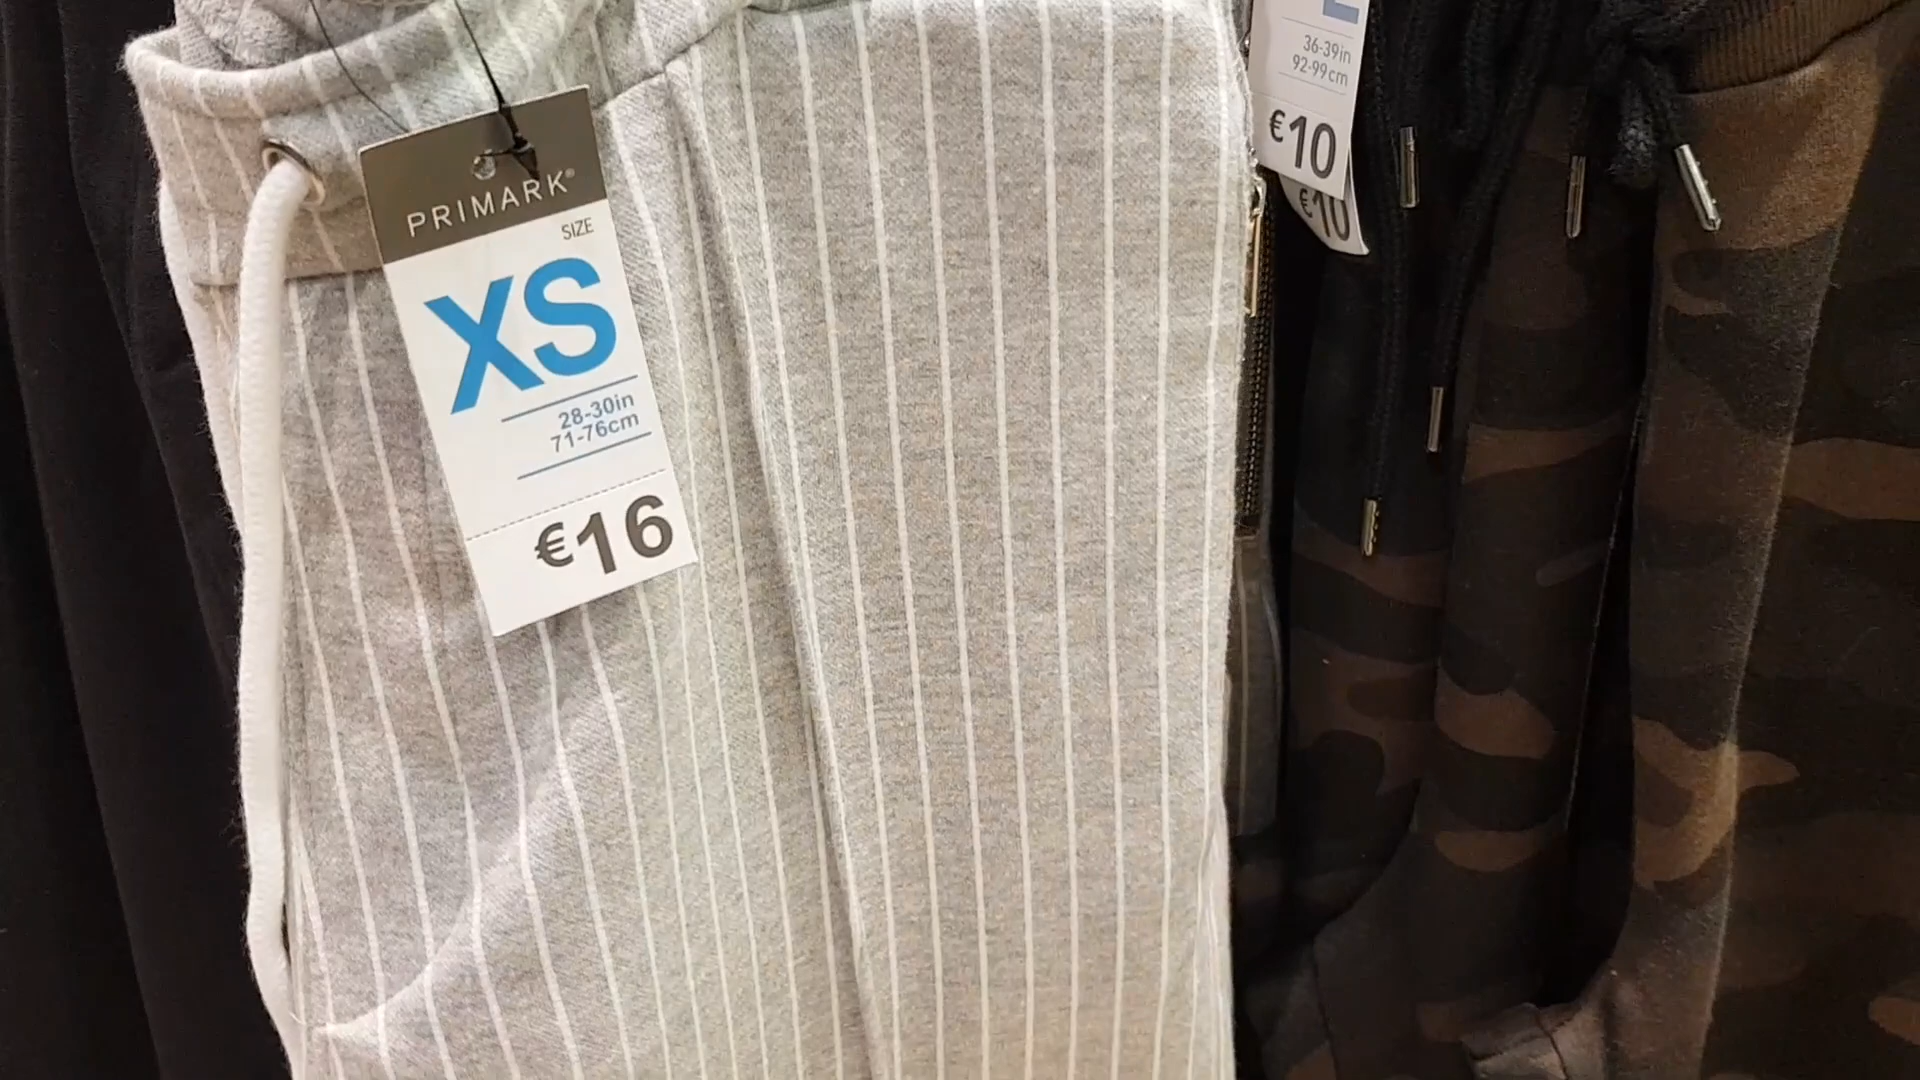 PRIMARK®
SIZE
XS
28-30in
71-76cm
€16
36-39in
92-99cm
€10
€10